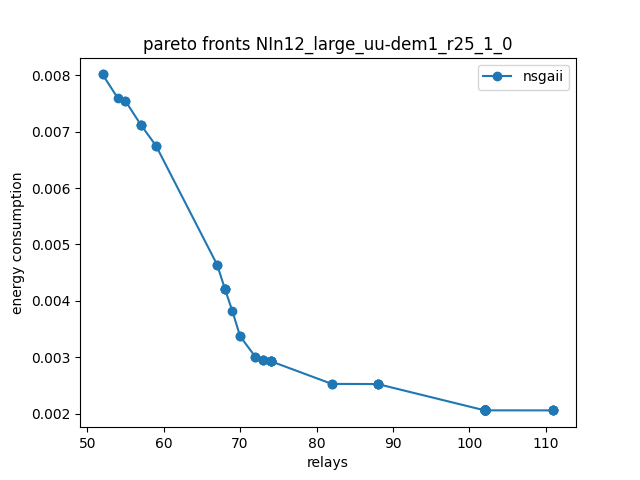 pareto fronts NIn12_large_uu-dem1_r25_1_0
nsgaii
energy consumption
0.008
0.007
0.006
0.005
0.004
0.003
0.002
50 60 70 80 90 100 110
relays